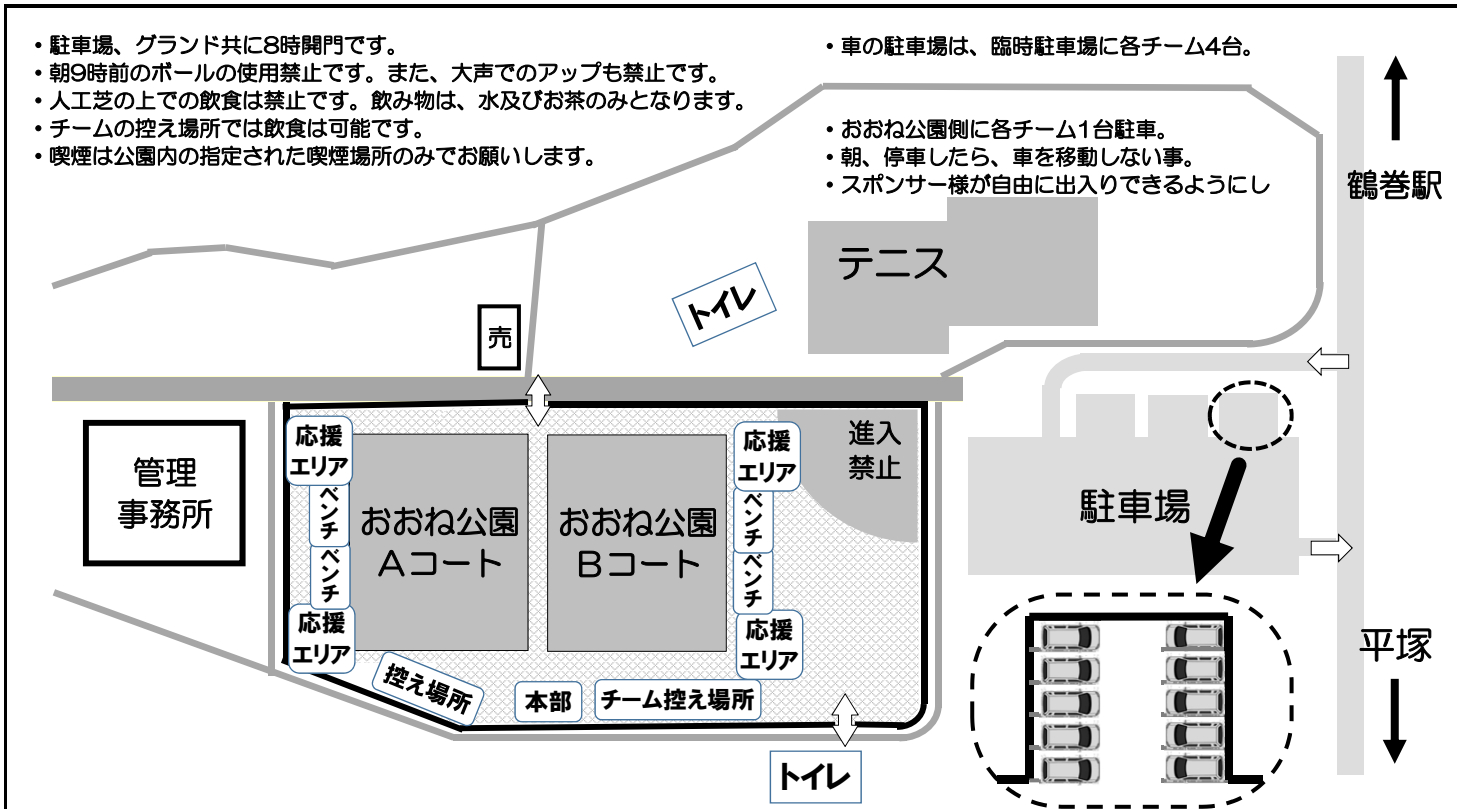 ・駐車場、グランド共に8時開門です。
・朝9時前のボールの使用禁止です。また、大声でのアップも禁止です。
・人工芝の上での飲食は禁止です。飲み物は、水及びお茶のみとなります。
・チームの控え場所では飲食は可能です。
・喫煙は公園内の指定された喫煙場所のみでお願いします。
・車の駐車場は、臨時駐車場に各チーム4台。
・おおね公園側に各チーム1台駐車。
・朝、停車したら、車を移動しない事。
・スポンサー様が自由に出入りできるようにし
鶴巻駅
テニス
トイレ
売
管理
事務所
応援
エリア
ベンチ
ベンチ
応援
エリア
おおね公園
Aコート
おおね公園
Bコート
応援
エリア
ベンチ
ベンチ
応援
エリア
進入
禁止
駐車場
控え場所
本部
チーム控え場所
トイレ
平塚